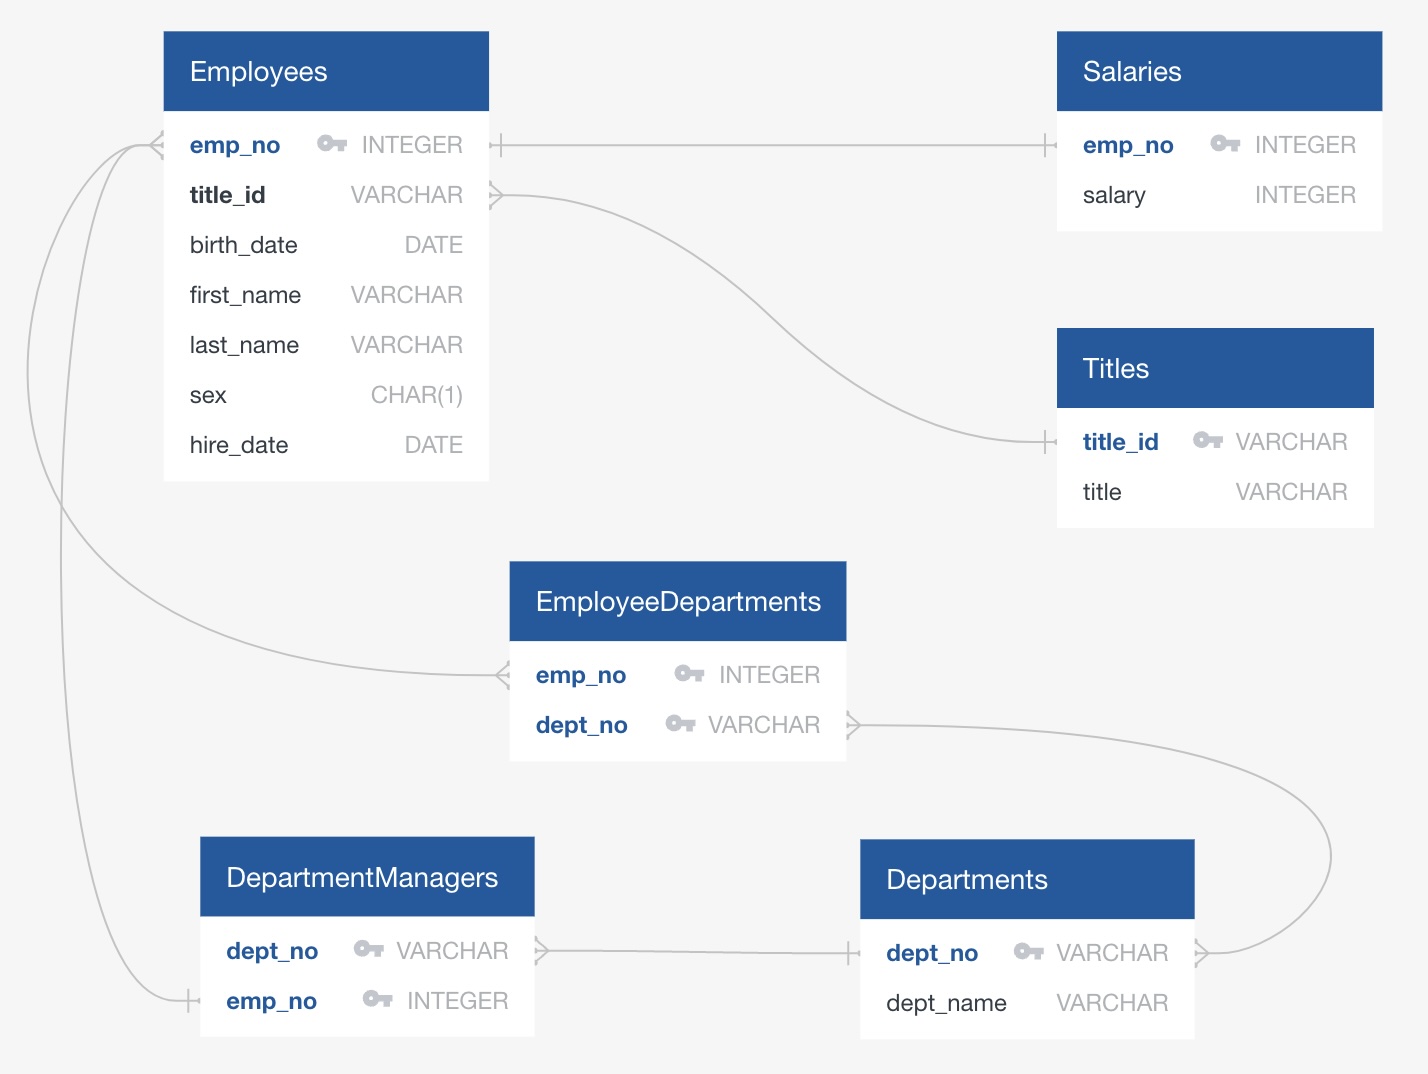 Employees
emp_no INTEGER
title_id VARCHAR
birth_date DATE
first_name VARCHAR
last_name VARCHAR
sex CHAR(1)
hire_date DATE
Salaries
emp_no INTEGER
salary INTEGER
Titles
title_id VARCHAR
title VARCHAR
EmployeeDepartments
emp_no INTEGER
dept_no VARCHAR
DepartmentManagers
dept_no VARCHAR
emp_no INTEGER
Departments
dept_no VARCHAR
dept_name VARCHAR